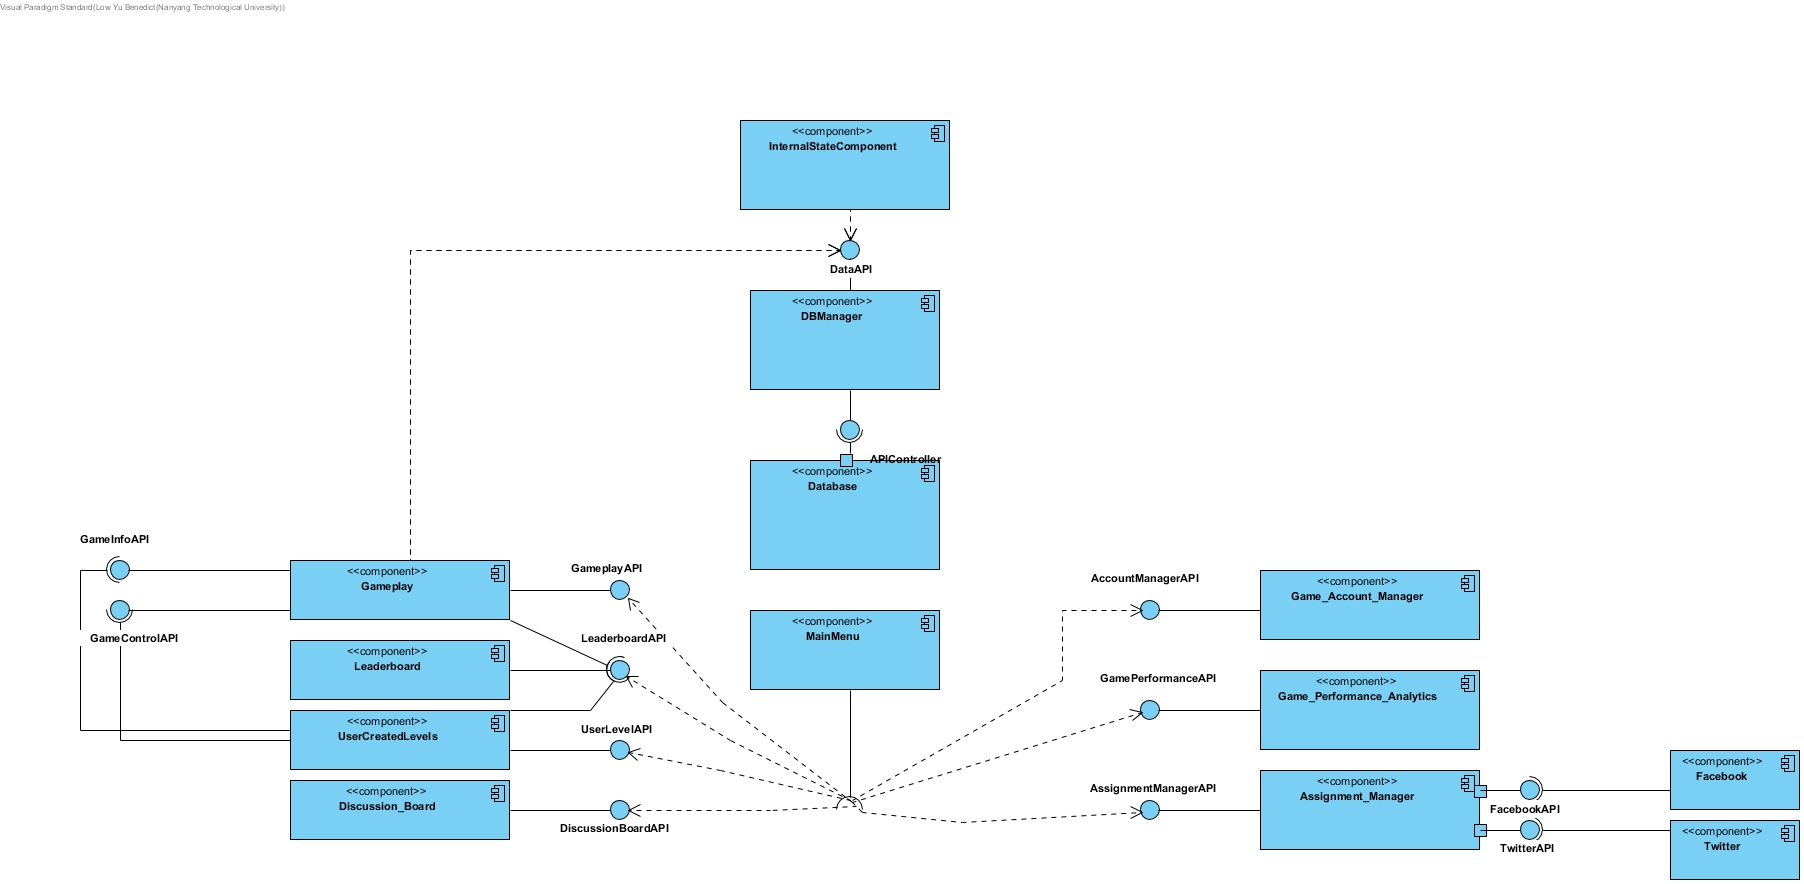 Visual Paradigm Standard(Low Yu Benedict(Nanyang Technological University))
<<component>>
InternalStateComponent
DataAPI
<<component>>
DBManager
APIController
<<component>>
Database
GameInfoAPI
GameControlAPI
<<component>>
Gameplay
GameplayAPI
<<component>>
Leaderboard
LeaderboardAPI
<<component>>
UserCreatedLevels
UserLevelAPI
<<component>>
Discussion_Board
DiscussionBoardAPI
<<component>>
MainMenu
AccountManagerAPI
<<component>>
Game_Account_Manager
GamePerformanceAPI
<<component>>
Game_Performance_Analytics
AssignmentManagerAPI
<<component>>
Assignment_Manager
FacebookAPI
TwitterAPI
<<component>>
Facebook
<<component>>
Twitter